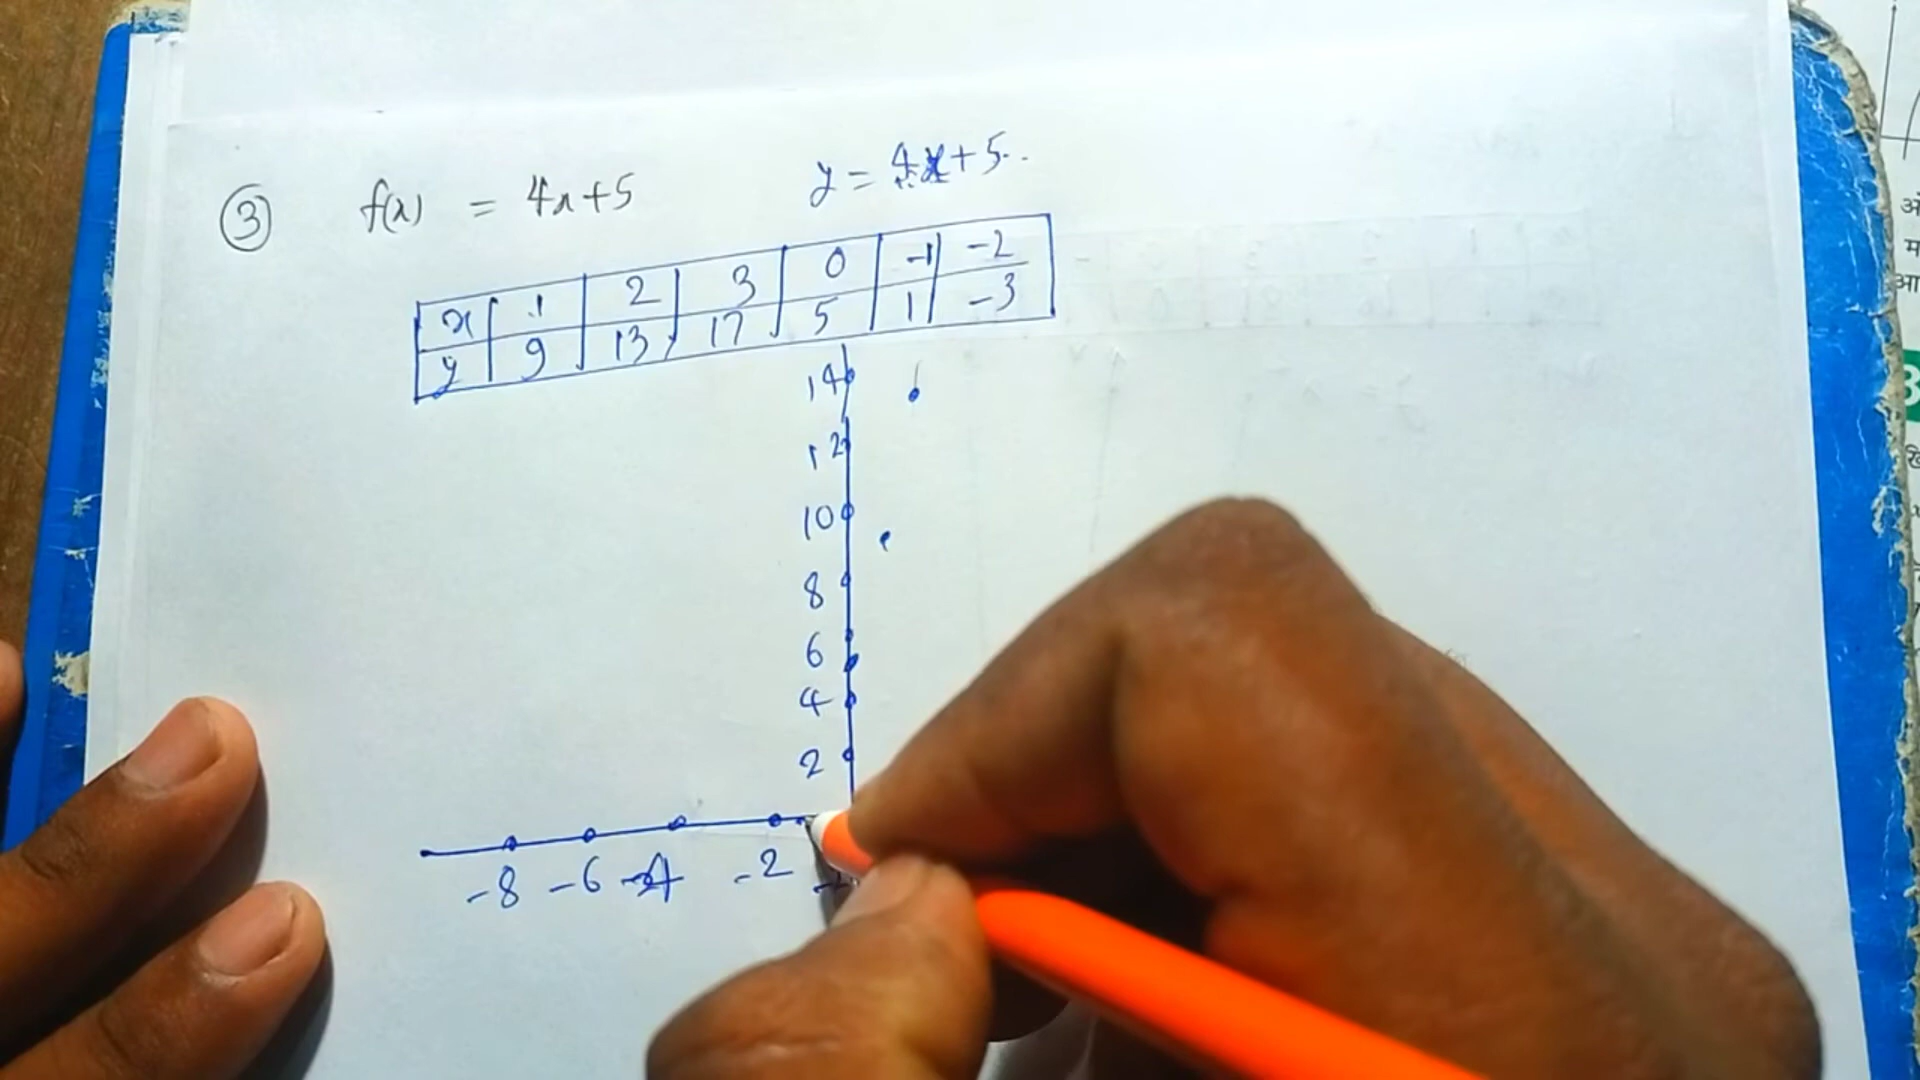 ③ f(x) = 4x+5 y = 4x+5..
x 1 2 3 0 -1 -2
y 9 13 17 5 1 -3
14
12
10
8
6
4
2
-8 -6 -4 -2